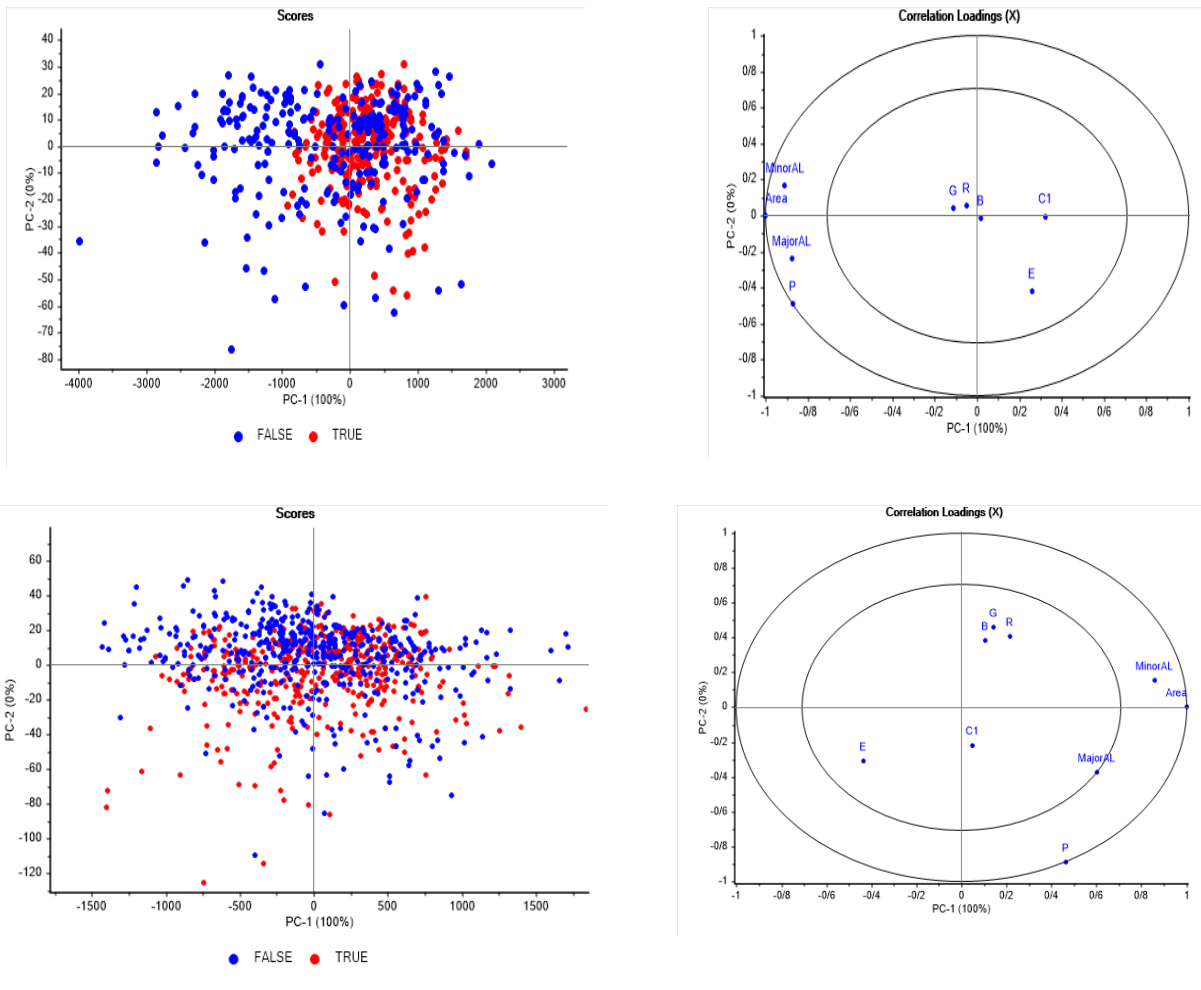 Scores
40
30
20
10
0
-10
-20
-30
-40
-50
-60
-70
-80
PC-2 (0%)
-4000 -3000 -2000 -1000 0 1000 2000 3000
PC-1 (100%)
FALSE TRUE
Correlation Loadings (X)
1
0/8
0/6
0/4
0/2
0
-0/2
-0/4
-0/6
-0/8
-1
PC-2 (0%)
MinorAL
Area
G R B C1
MajorAL
P
E
-1 -0/8 -0/6 -0/4 -0/2 0 0/2 0/4 0/6 0/8 1
PC-1 (100%)
Scores
60
40
20
0
-20
-40
-60
-80
-100
-120
PC-2 (0%)
-1500 -1000 -500 0 500 1000 1500
PC-1 (100%)
FALSE TRUE
Correlation Loadings (X)
1
0/8
0/6
0/4
0/2
0
-0/2
-0/4
-0/6
-0/8
-1
PC-2 (0%)
G
B R
MinorAL
Area
C1
E
MajorAL
P
-1 -0/8 -0/6 -0/4 -0/2 0 0/2 0/4 0/6 0/8 1
PC-1 (100%)